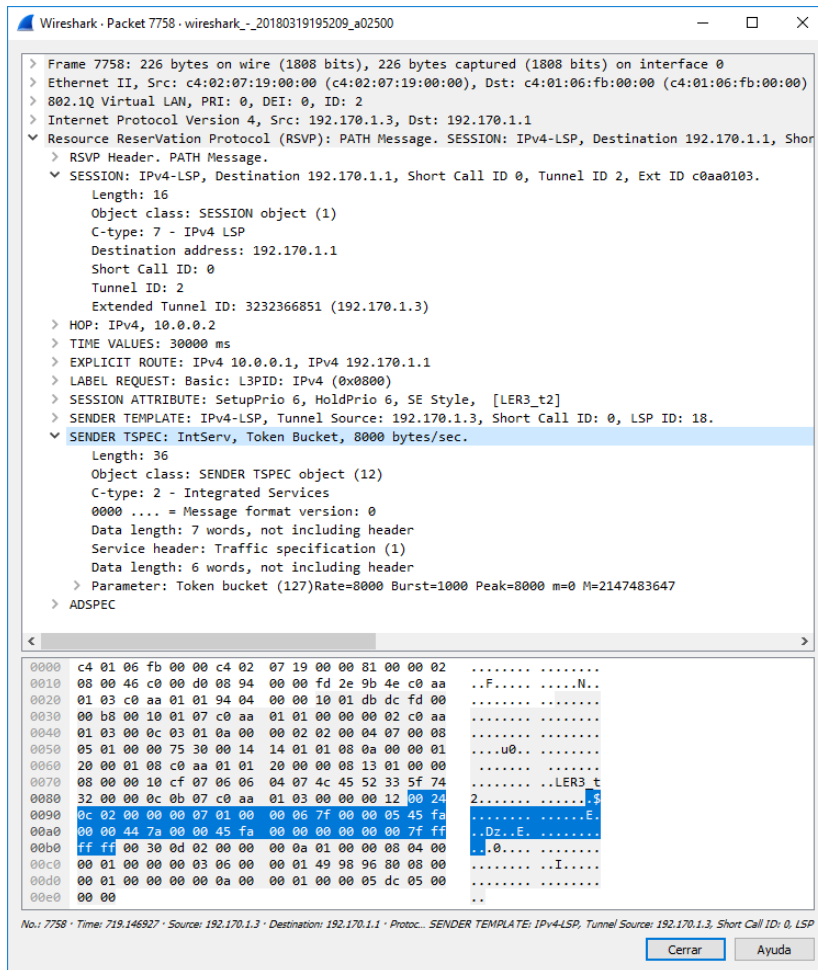 Wireshark · Packet 7758 · wireshark_-_20180319195209_a02500
Frame 7758: 226 bytes on wire (1808 bits), 226 bytes captured (1808 bits) on interface 0
Ethernet II, Src: c4:02:07:19:00:00 (c4:02:07:19:00:00), Dst: c4:01:06:fb:00:00 (c4:01:06:fb:00:00)
802.1Q Virtual LAN, PRI: 0, DEI: 0, ID: 2
Internet Protocol Version 4, Src: 192.170.1.3, Dst: 192.170.1.1
Resource ReserVation Protocol (RSVP): PATH Message. SESSION: IPv4-LSP, Destination 192.170.1.1, Shor
RSVP Header. PATH Message.
SESSION: IPv4-LSP, Destination 192.170.1.1, Short Call ID 0, Tunnel ID 2, Ext ID c0aa0103.
Length: 16
Object class: SESSION object (1)
C-type: 7 - IPv4 LSP
Destination address: 192.170.1.1
Short Call ID: 0
Tunnel ID: 2
Extended Tunnel ID: 3232366851 (192.170.1.3)
HOP: IPv4, 10.0.0.2
TIME VALUES: 30000 ms
EXPLICIT ROUTE: IPv4 10.0.0.1, IPv4 192.170.1.1
LABEL REQUEST: Basic: L3PID: IPv4 (0x0800)
SESSION ATTRIBUTE: SetupPrio 6, HoldPrio 6, SE Style,  [LER3_t2]
SENDER TEMPLATE: IPv4-LSP, Tunnel Source: 192.170.1.3, Short Call ID: 0, LSP ID: 18.
SENDER TSPEC: IntServ, Token Bucket, 8000 bytes/sec.
Length: 36
Object class: SENDER TSPEC object (12)
C-type: 2 - Integrated Services
0000 .... = Message format version: 0
Data length: 7 words, not including header
Service header: Traffic specification (1)
Data length: 6 words, not including header
Parameter: Token bucket (127)Rate=8000 Burst=1000 Peak=8000 m=0 M=2147483647
ADSPEC
0000 c4 01 06 fb 00 00 c4 02 07 19 00 00 81 00 00 02 ........ ........
0010 08 00 46 c0 00 d0 08 94 00 00 fd 2e 9b 4e c0 aa ..F..... .....N..
0020 01 03 c0 aa 01 01 94 04 00 00 10 01 db dc fd 00 ........ ........
0030 00 b8 00 10 01 07 c0 aa 01 01 00 00 00 02 c0 aa ........ ........
0040 01 03 00 0c 03 01 0a 00 00 02 02 00 04 07 00 08 ........ ........
0050 05 01 00 00 75 30 00 14 14 01 01 08 0a 00 00 01 ....u0.. ........
0060 20 00 01 08 c0 aa 01 01 20 00 00 08 13 01 00 00  .......  .......
0070 08 00 00 10 cf 07 06 06 04 07 4c 45 52 33 5f 74 ........ ..LER3_t
0080 32 00 00 0c 0b 07 c0 aa 01 03 00 00 00 12 00 24 2....... .......$
0090 0c 02 00 00 00 07 01 00 00 06 7f 00 00 05 45 fa ........ ......E.
00a0 00 00 44 7a 00 00 45 fa 00 00 00 00 00 00 7f ff ..Dz..E. ........
00b0 ff ff 00 30 0d 02 00 00 00 0a 01 00 00 08 04 00 ...0.... ........
00c0 00 01 00 00 00 03 06 00 00 01 49 98 96 80 08 00 ........ ..I.....
00d0 00 01 00 00 00 00 0a 00 00 01 00 00 05 dc 05 00 ........ ........
00e0 00 00 ..
No.: 7758 · Time: 719.146927 · Source: 192.170.1.3 · Destination: 192.170.1.1 · Protoc... SENDER TEMPLATE: IPv4-LSP, Tunnel Source: 192.170.1.3, Short Call ID: 0, LSP
Cerrar
Ayuda